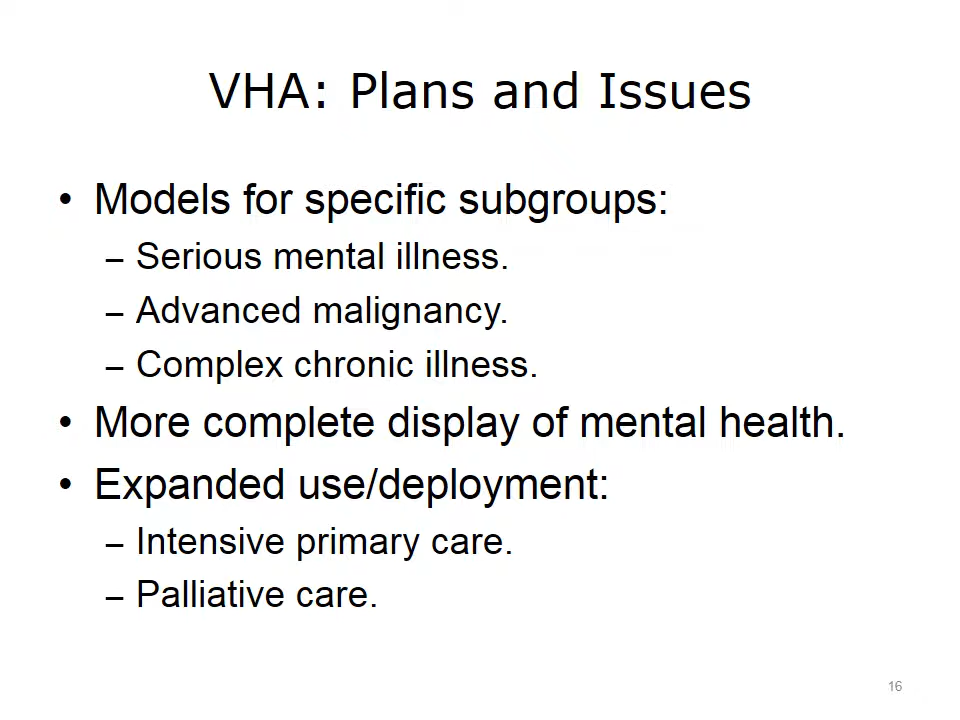 VHA: Plans and Issues
• Models for specific subgroups:
– Serious mental illness.
– Advanced malignancy.
– Complex chronic illness.
• More complete display of mental health.
• Expanded use/deployment:
– Intensive primary care.
– Palliative care.
16